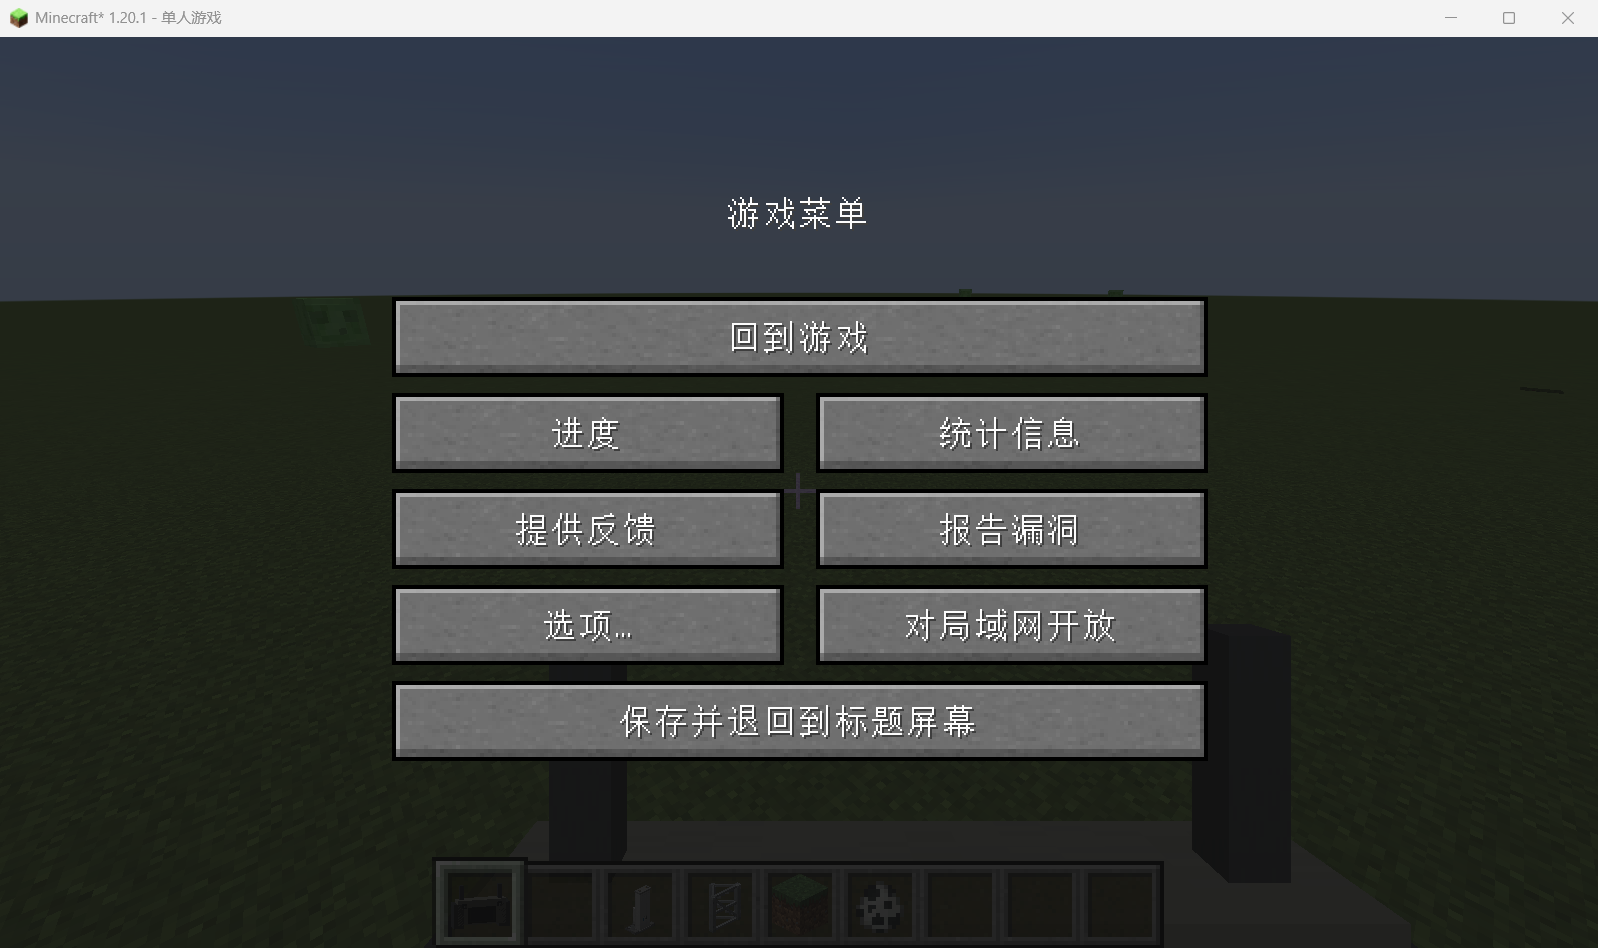 Minecraft* 1.20.1 - 单人游戏
游戏菜单
回到游戏
进度
统计信息
提供反馈
报告漏洞
选项...
对局域网开放
保存并退回到标题屏幕